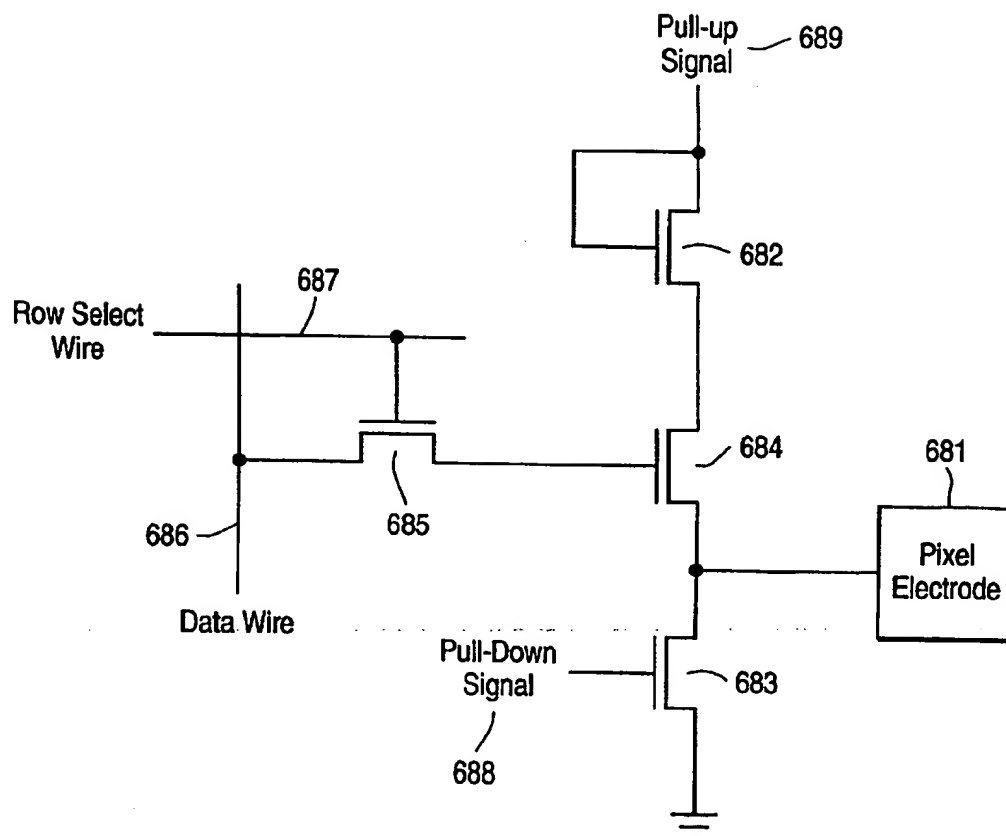 Pull-up
Signal
689
682
687
Row Select
Wire
684
681
685
686
Pixel
Electrode
Data Wire
Pull-Down
Signal
683
688